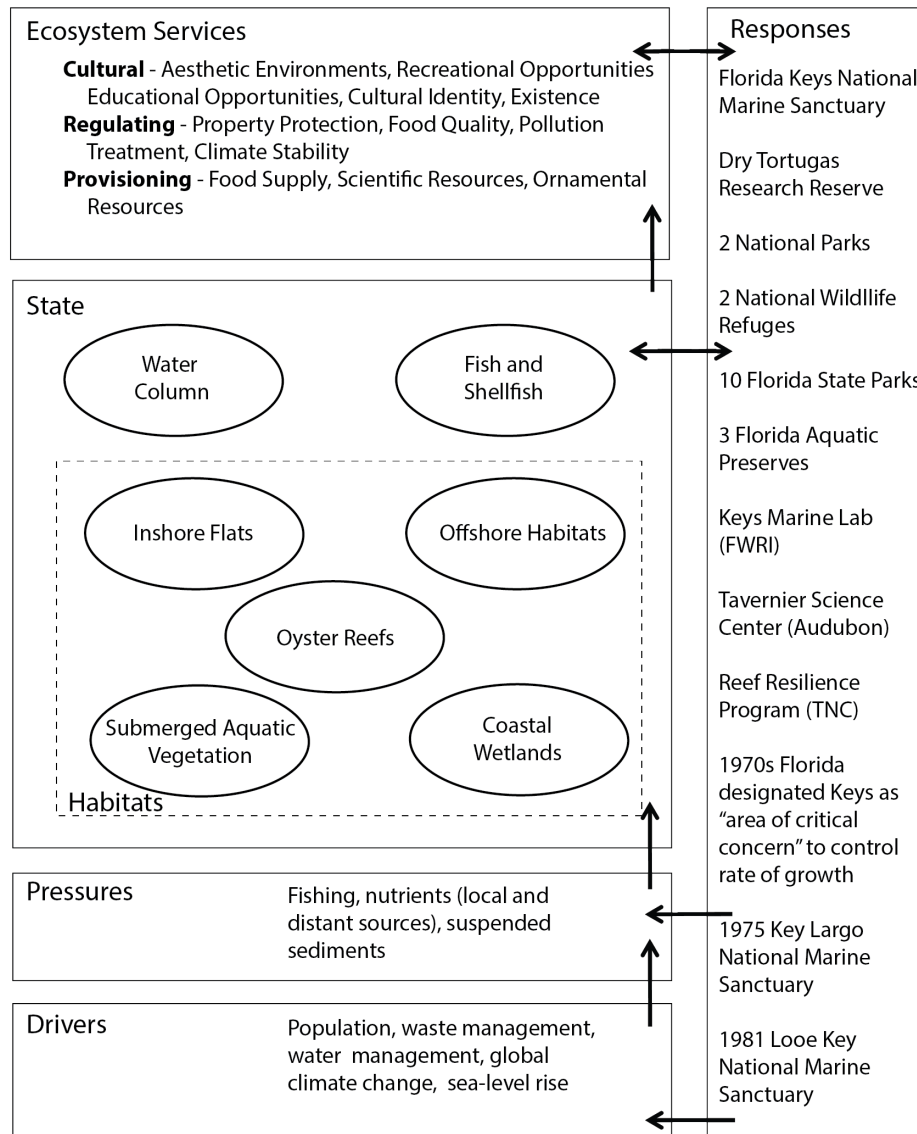 Ecosystem Services
Cultural - Aesthetic Environments, Recreational Opportunities
Educational Opportunities, Cultural Identity, Existence
Regulating - Property Protection, Food Quality, Pollution
Treatment, Climate Stability
Provisioning - Food Supply, Scientific Resources, Ornamental
Resources
State
Water
Column
Fish and
Shellfish
Inshore Flats
Offshore Habitats
Oyster Reefs
Submerged Aquatic
Vegetation
Coastal
Wetlands
Habitats
Pressures
Fishing, nutrients (local and
distant sources), suspended
sediments
Drivers
Population, waste management,
water management, global
climate change, sea-level rise
Responses
Florida Keys National
Marine Sanctuary
Dry Tortugas
Research Reserve
2 National Parks
2 National Wildllife
Refuges
10 Florida State Parks
3 Florida Aquatic
Preserves
Keys Marine Lab
(FWRI)
Tavernier Science
Center (Audubon)
Reef Resilience
Program (TNC)
1970s Florida
designated Keys as
“area of critical
concern” to control
rate of growth
1975 Key Largo
National Marine
Sanctuary
1981 Looe Key
National Marine
Sanctuary